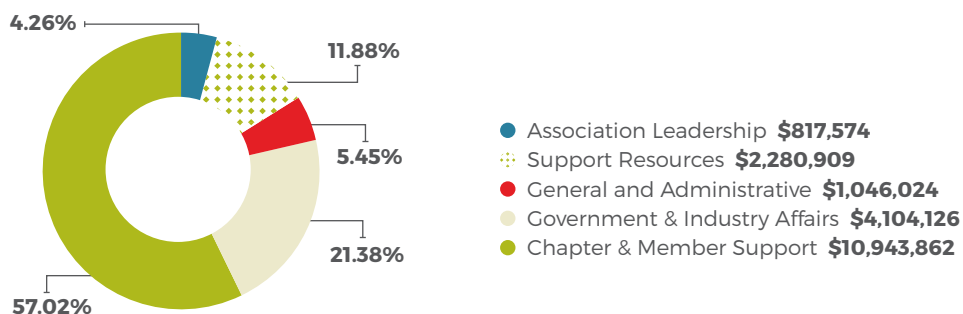 4.26%
11.88%
5.45%
21.38%
57.02%
Association Leadership $817,574
Support Resources $2,280,909
General and Administrative $1,046,024
Government & Industry Affairs $4,104,126
Chapter & Member Support $10,943,862